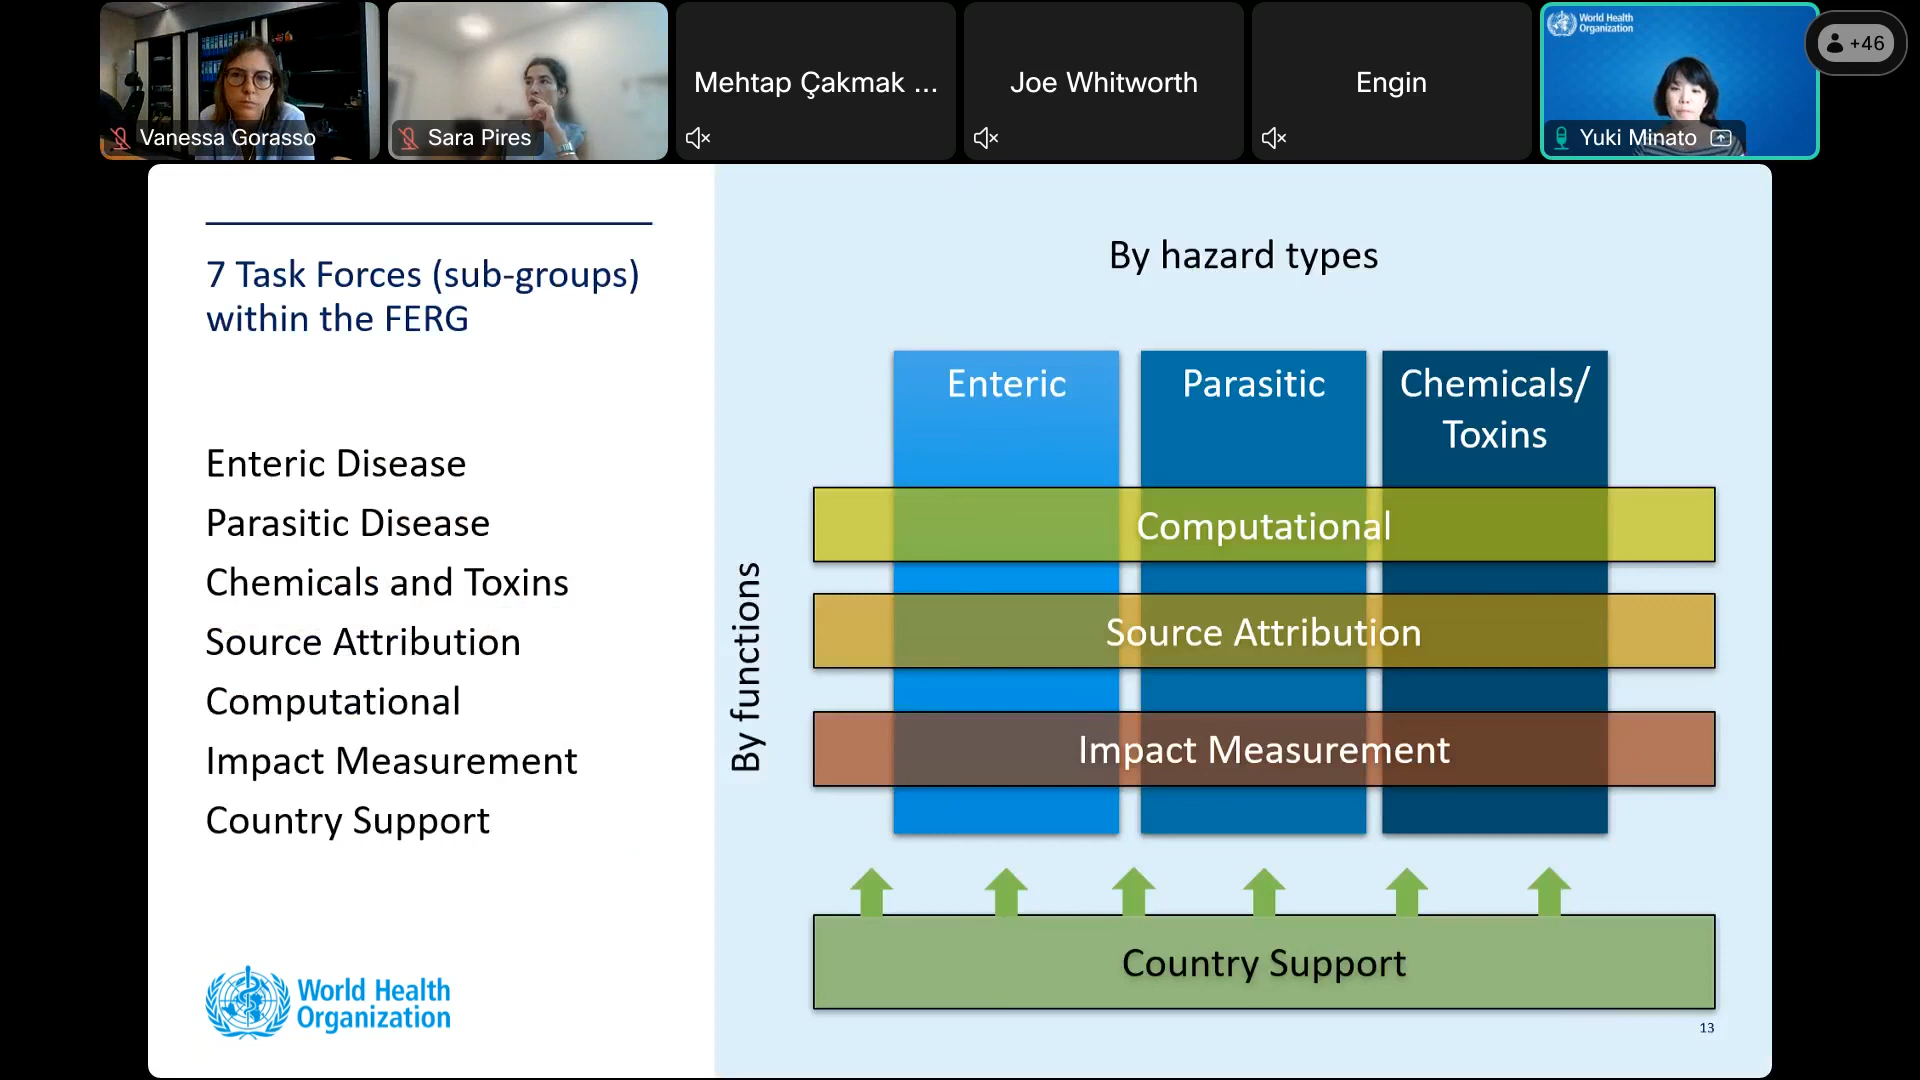 World Health
Organization
+46
Mehtap Çakmak ...
Joe Whitworth
Engin
Vanessa Gorasso
Sara Pires
Yuki Minato
7 Task Forces (sub-groups)
within the FERG
Enteric Disease
Parasitic Disease
Chemicals and Toxins
Source Attribution
Computational
Impact Measurement
Country Support
World Health
Organization
By hazard types
By functions
Enteric
Parasitic
Chemicals/
Toxins
Computational
Source Attribution
Impact Measurement
Country Support
13